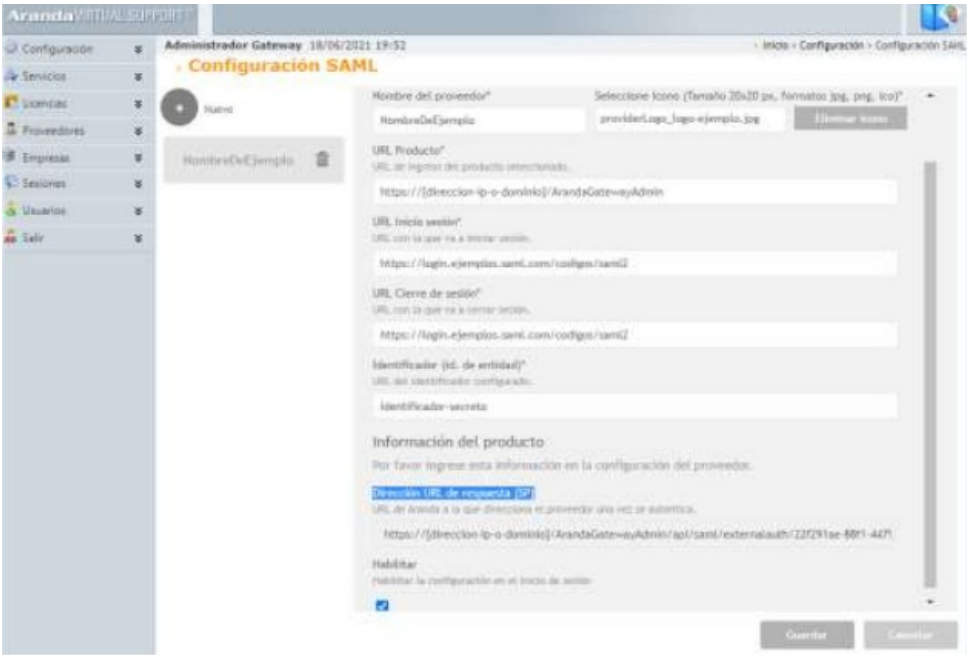 Aranda VIRTUAL SUPPORT
Configuración
Servicios
Licencias
Proveedores
Empresas
Sesiones
Usuarios
Salir
Administrador Gateway 18/06/2021 19:52
Inicio > Configuración > Configuración SAML
Configuración SAML
Nuevo
NombreDeEjemplo
Nombre del proveedor*
Seleccione Icono (Tamaño 20x20 px, formatos jpg, png, ico)*
NombreDeEjemplo
providerLogo_logo-ejemplo.jpg
Eliminar icono
URL Producto*
URL de ingreso del producto seleccionado.
https://[direccion-ip-o-dominio]/ArandaGatewayAdmin
URL Inicio sesión*
URL con la que va a iniciar sesión.
https://login.ejemplos.saml.com/codigos/saml2
URL Cierre de sesión*
URL con la que va a cerrar sesión.
https://login.ejemplos.saml.com/codigos/saml2
Identificador (id. de entidad)*
URL del identificador configurado.
identificador-secreto
Información del producto
Por favor ingrese esta información en la configuración del proveedor.
Dirección URL de respuesta (SP)
URL de Aranda a la que direcciona el proveedor una vez se autentica.
https://[direccion-ip-o-dominio]/ArandaGatewayAdmin/api/saml/externalauth/22f291ae-88f1-447f
Habilitar
Habilitar la configuración en el inicio de sesión
Guardar
Cancelar